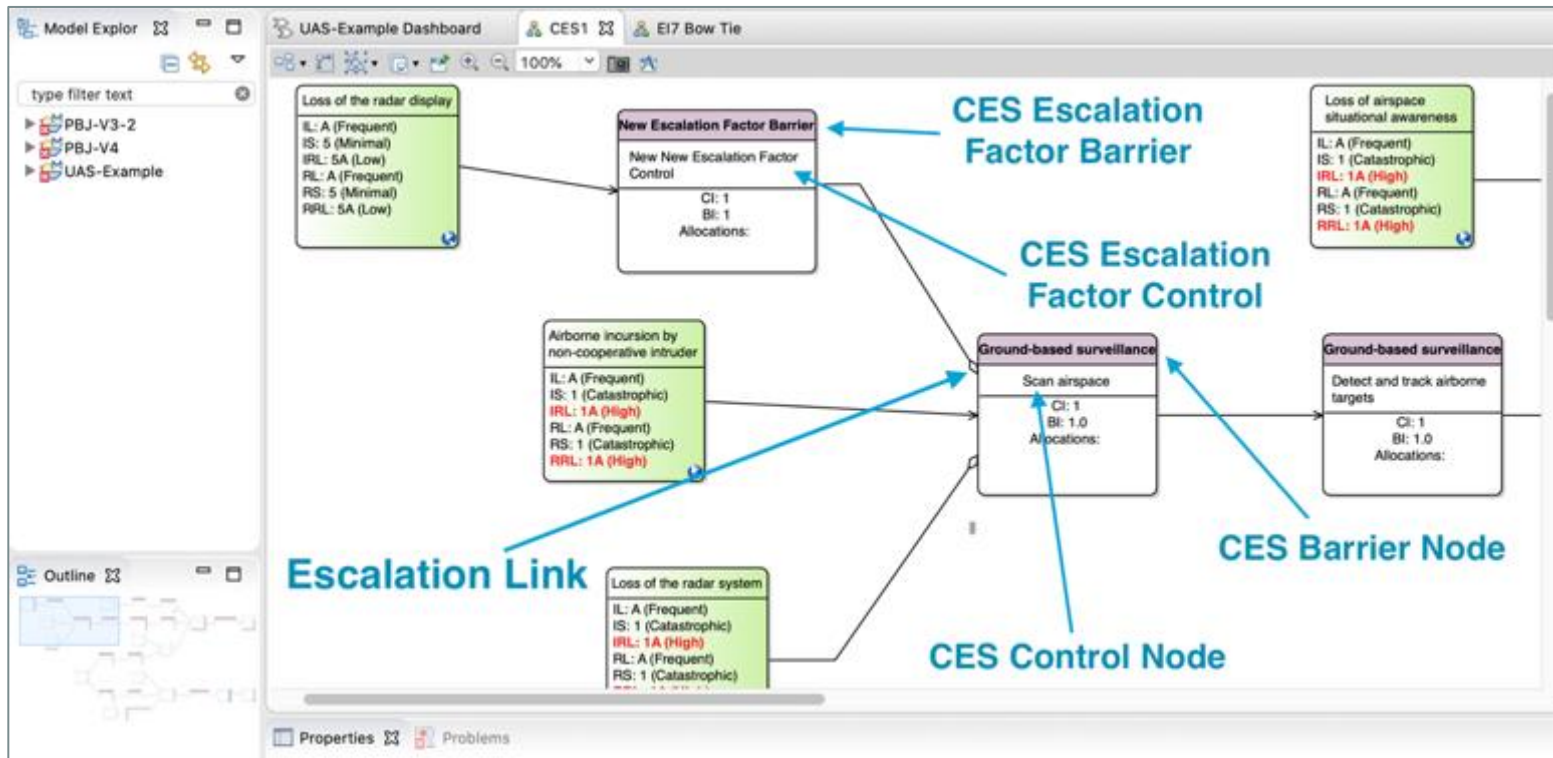 Model Explor
UAS-Example Dashboard
CES1
EI7 Bow Tie
100%
type filter text
PBJ-V3-2
PBJ-V4
UAS-Example
Loss of the radar display
IL: A (Frequent)
IS: 5 (Minimal)
IRL: 5A (Low)
RL: A (Frequent)
RS: 5 (Minimal)
RRL: 5A (Low)
New Escalation Factor Barrier
New New Escalation Factor
Control
CI: 1
BI: 1
Allocations:
CES Escalation
Factor Barrier
Loss of airspace
situational awareness
IL: A (Frequent)
IS: 1 (Catastrophic)
IRL: 1A (High)
RL: A (Frequent)
RS: 1 (Catastrophic)
RRL: 1A (High)
CES Escalation
Factor Control
Airborne incursion by
non-cooperative intruder
IL: A (Frequent)
IS: 1 (Catastrophic)
IRL: 1A (High)
RL: A (Frequent)
RS: 1 (Catastrophic)
RRL: 1A (High)
Ground-based surveillance
Scan airspace
CI: 1
BI: 1.0
Allocations:
Ground-based surveillance
Detect and track airborne
targets
CI: 1
BI: 1.0
Allocations:
Escalation Link
CES Barrier Node
CES Control Node
Outline
Loss of the radar system
IL: A (Frequent)
IS: 1 (Catastrophic)
IRL: 1A (High)
RL: A (Frequent)
RS: 1 (Catastrophic)
Properties
Problems